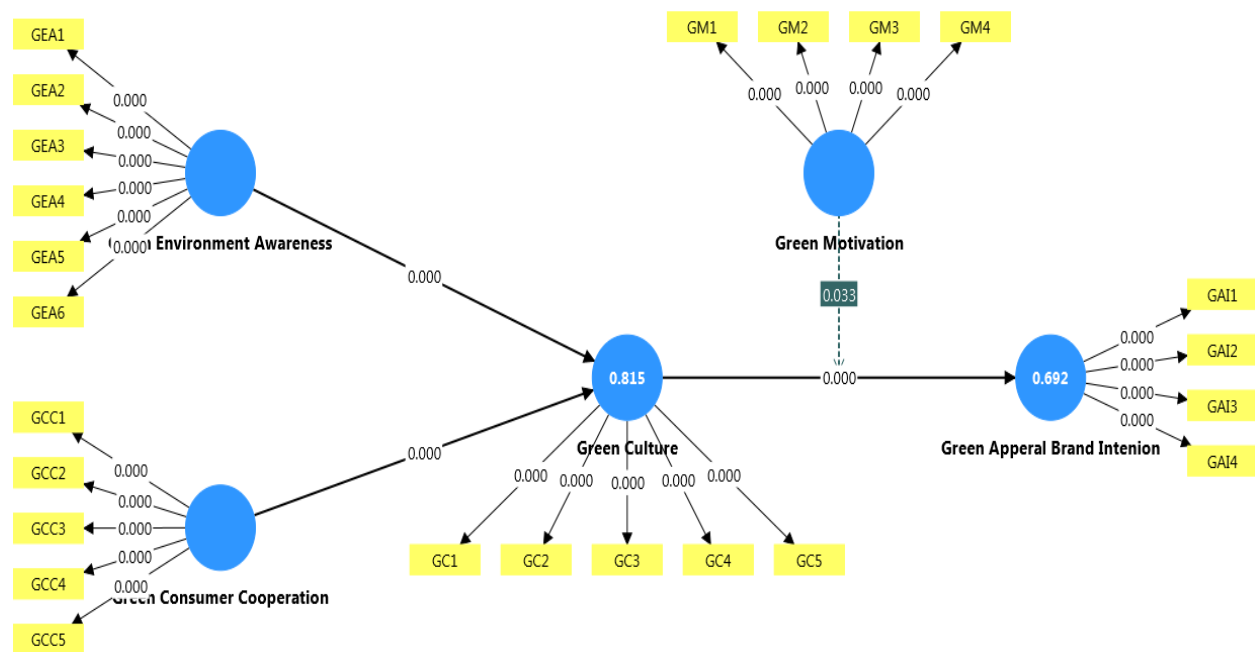 GEA1
GEA2
GEA3
GEA4
GEA5
GEA6
0.000
0.000
0.000
0.000
0.000
0.000
Environment Awareness
GM1
GM2
GM3
GM4
0.000
0.000
0.000
0.000
Green Motivation
0.033
0.000
0.000
0.815
Green Culture
0.000
0.692
Green Apperal Brand Intenion
GAI1
GAI2
GAI3
GAI4
0.000
0.000
0.000
0.000
GCC1
GCC2
GCC3
GCC4
GCC5
0.000
0.000
0.000
0.000
0.000
Green Consumer Cooperation
0.000
0.000
0.000
0.000
0.000
GC1
GC2
GC3
GC4
GC5